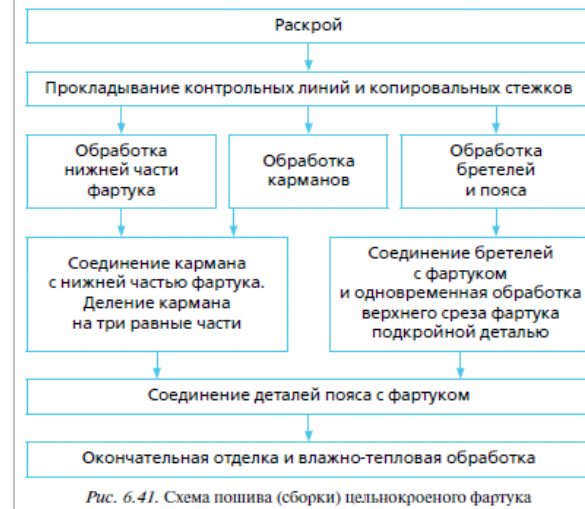 Раскрой
Прокладывание контрольных линий и копировальных стежков
Обработка
нижней части
фартука
Обработка
карманов
Обработка
бретелей
и пояса
Соединение кармана
с нижней частью фартука.
Деление кармана
на три равные части
Соединение бретелей
с фартуком
и одновременная обработка
верхнего среза фартука
подкройной деталью
Соединение деталей пояса с фартуком
Окончательная отделка и влажно-тепловая обработка
Рис. 6.41. Схема пошива (сборки) цельнокроеного фартука